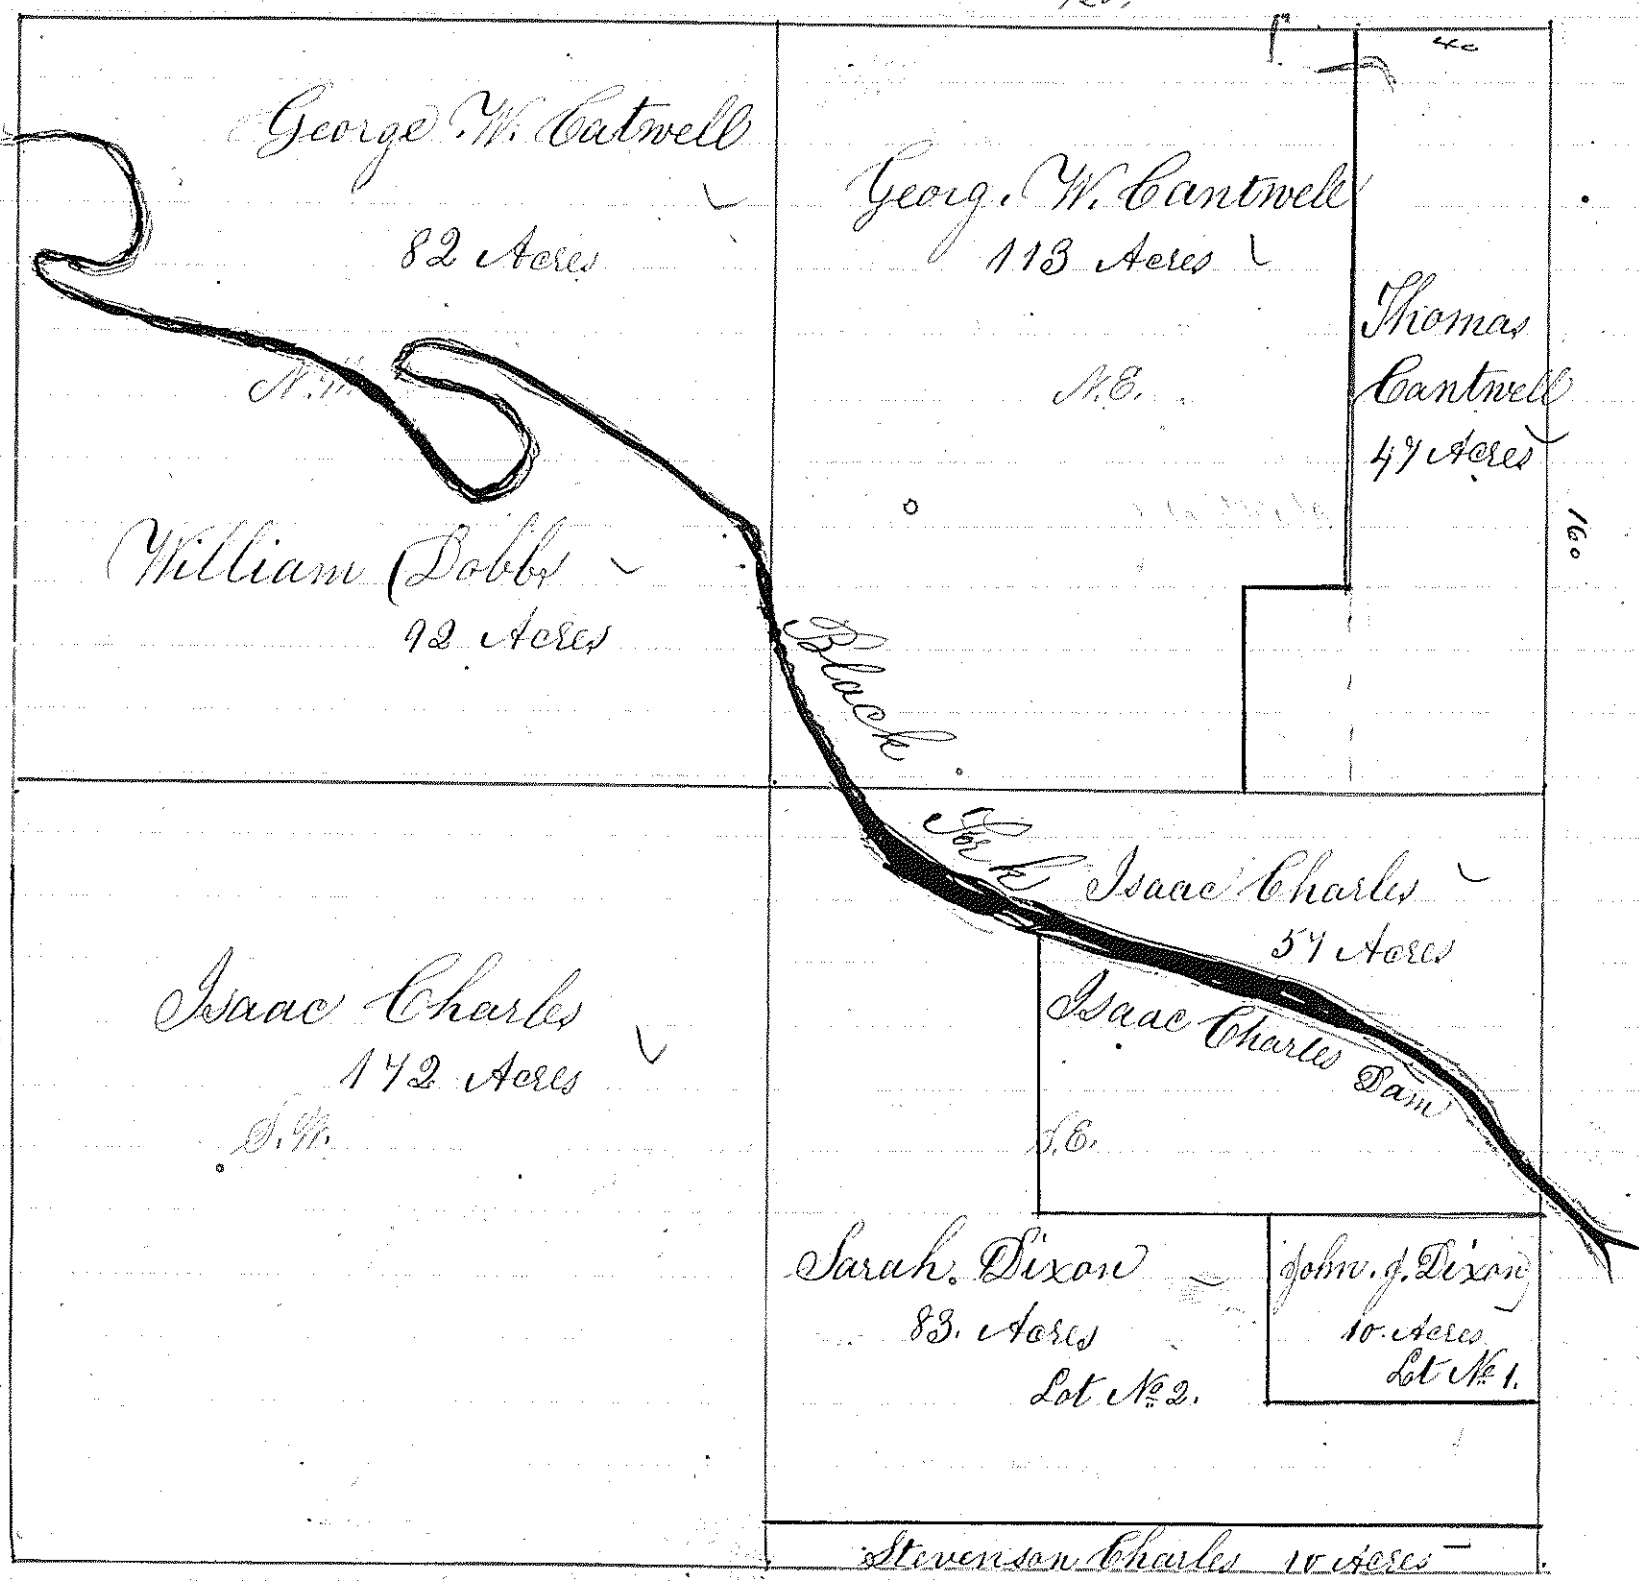 40
George W. Catwell
82 Acres
N.W.
William Dobbs
92 Acres
Georg. W. Cantwell
113 Acres
N.E.
Thomas
Cantwell
47 Acres
160
Black Fork
Isaac Charles
57 Acres
Isaac Charles Dam
S.E.
Isaac Charles
172 Acres
S.W.
Sarah. Dixon
83. Acres
Lot No 2.
John. J. Dixon
10. Acres
Lot No 1.
Stevenson Charles 10 Acres